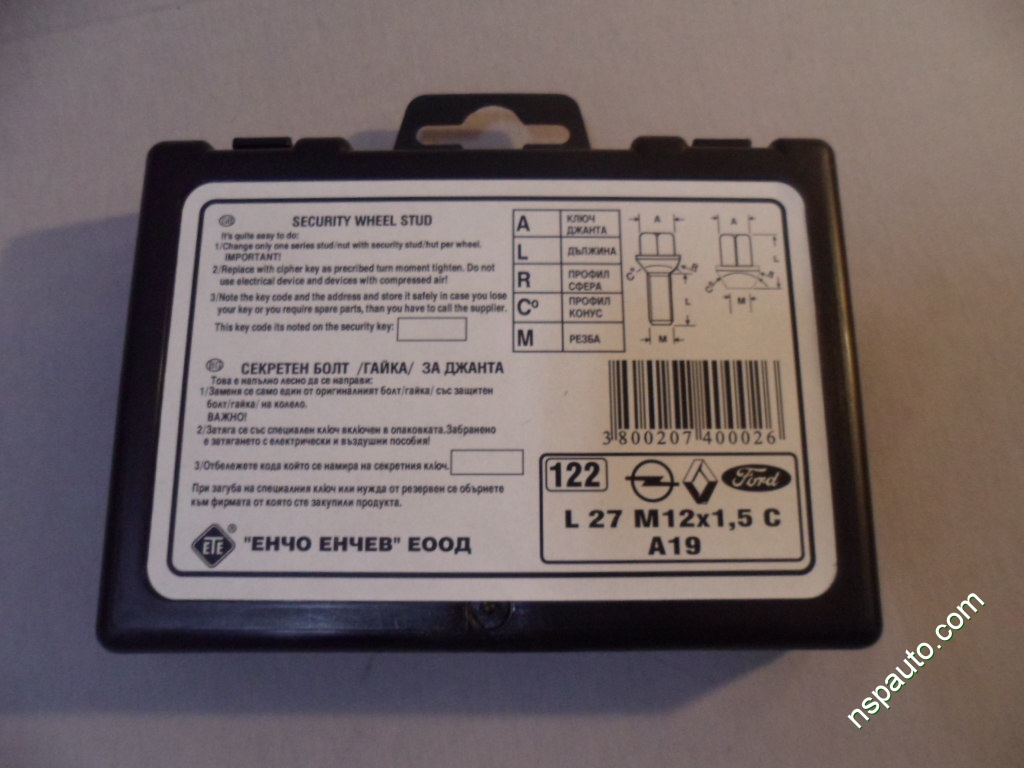 GB SECURITY WHEEL STUD
It's quite easy to do:
1/Change only one series stud/nut with security stud/nut per wheel.
IMPORTANT!
2/Replace with cipher key as precribed turn moment tighten. Do not
use electrical device and devices with compressed air!
3/Note the key code and the address and store it safely in case you lose
your key or you require spare parts, than you have to call the supplier.
This key code its noted on the security key:
A КЛЮЧ ДЖАНТА
L ДЪЛЖИНА
R ПРОФИЛ СФЕРА
C° ПРОФИЛ КОНУС
M РЕЗБА
A
C°
R
L
M
A
C°
R
L
M
BG СЕКРЕТЕН БОЛТ /ГАЙКА/ ЗА ДЖАНТА
Това е напълно лесно да се направи:
1/Заменя се само един от оригиналният болт/гайка/ със защитен
болт/гайка/ на колело.
ВАЖНО!
2/Затяга се със специален ключ включен в опаковката.Забранено
е затягането с електрически и въздушни пособия!
3/Отбележете кода който се намира на секретния ключ.
При загуба на специалния ключ или нужда от резервен се обърнете
към фирмата от която сте закупили продукта.
ETE ® "ЕНЧО ЕНЧЕВ" ЕООД
3 800207 400026
122 Ford
L 27 M12x1,5 C
A19
nspauto.com